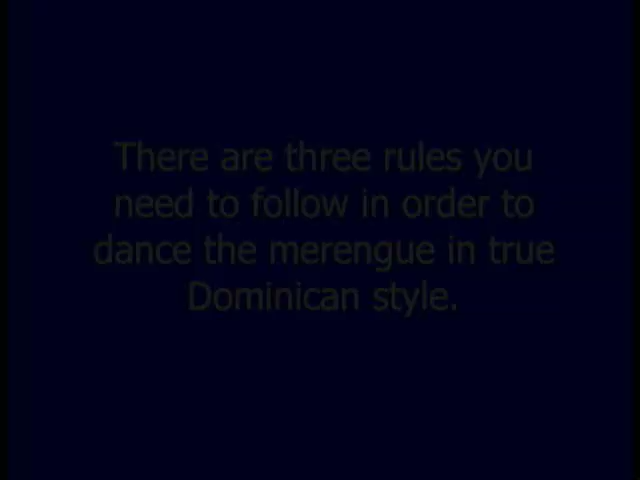 There are three rules you
need to follow in order to
dance the merengue in true
Dominican style.